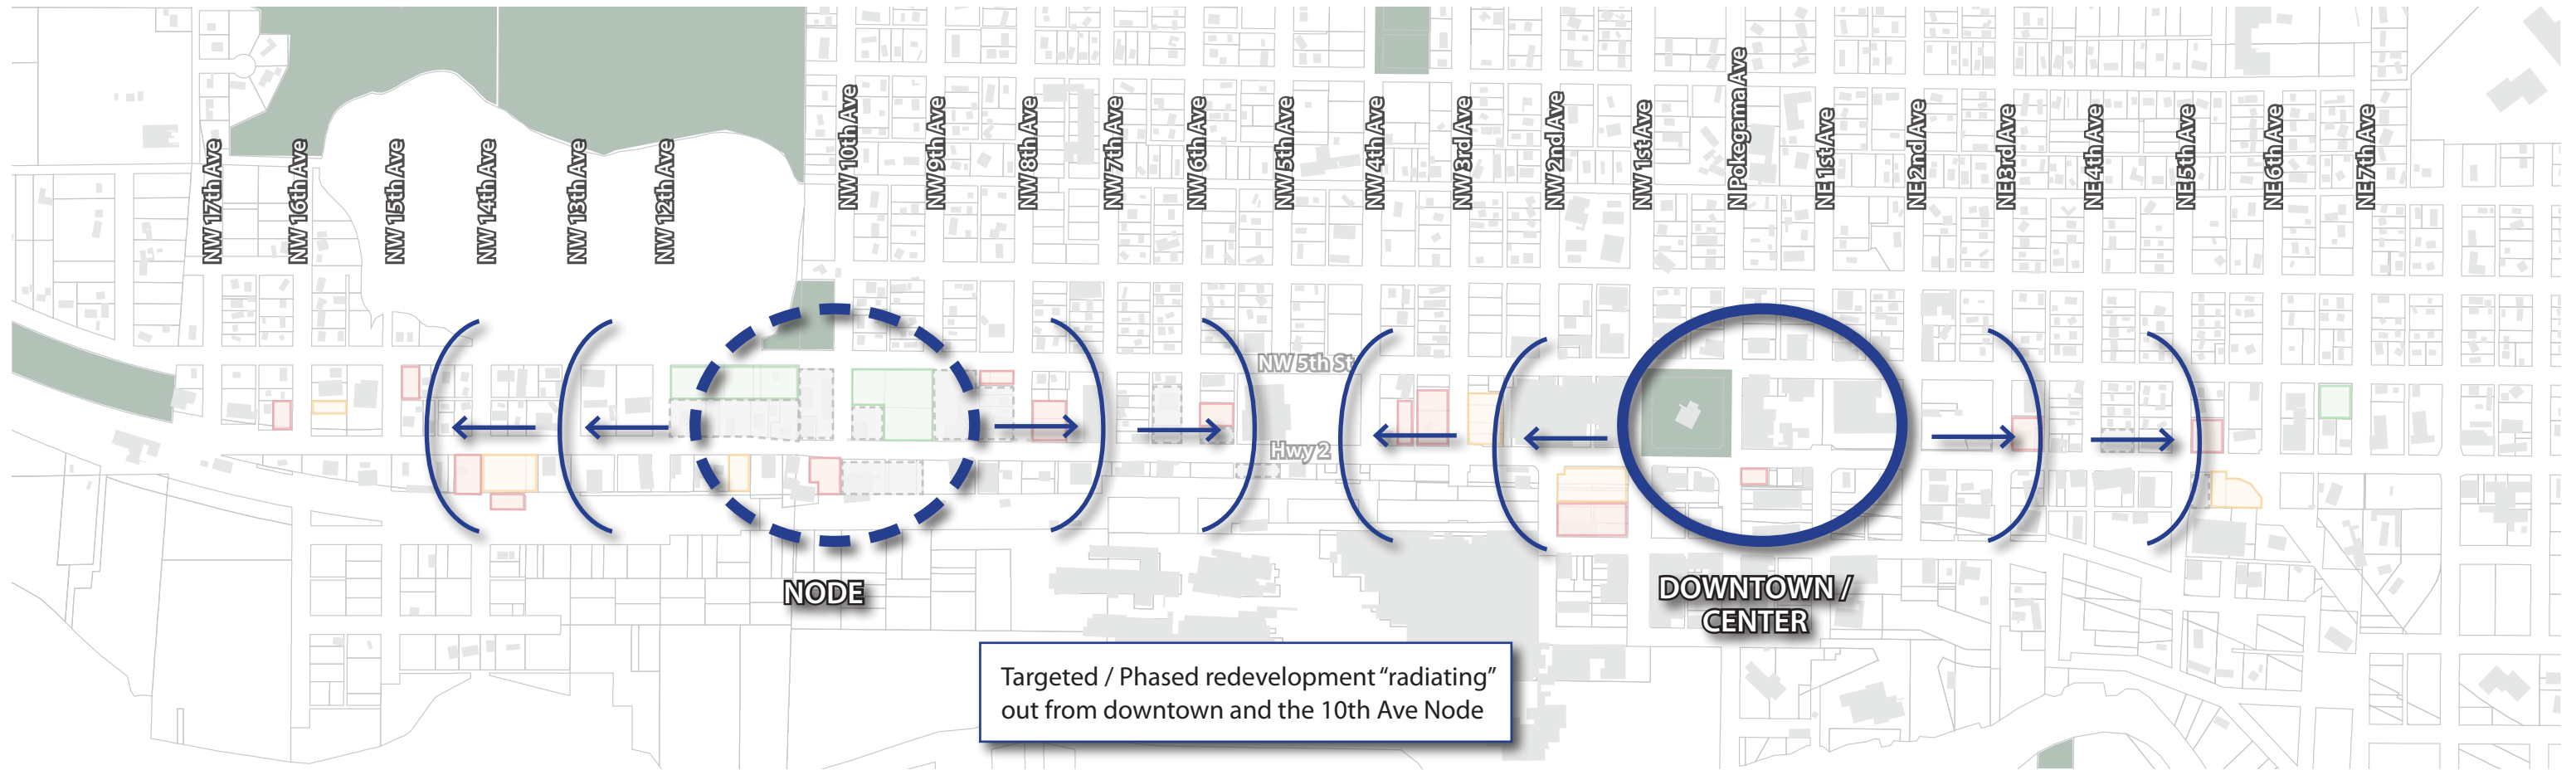 NW 17th Ave
NW 16th Ave
NW 15th Ave
NW 14th Ave
NW 13th Ave
NW 12th Ave
NW 10th Ave
NW 9th Ave
NW 8th Ave
NW 7th Ave
NW 6th Ave
NW 5th Ave
NW 4th Ave
NW 3rd Ave
NW 2nd Ave
NW 1st Ave
N Pokegama Ave
NE 1st Ave
NE 2nd Ave
NE 3rd Ave
NE 4th Ave
NE 5th Ave
NE 6th Ave
NE 7th Ave
NW 5th St
Hwy 2
NODE
DOWNTOWN /
CENTER
Targeted / Phased redevelopment “radiating”
out from downtown and the 10th Ave Node